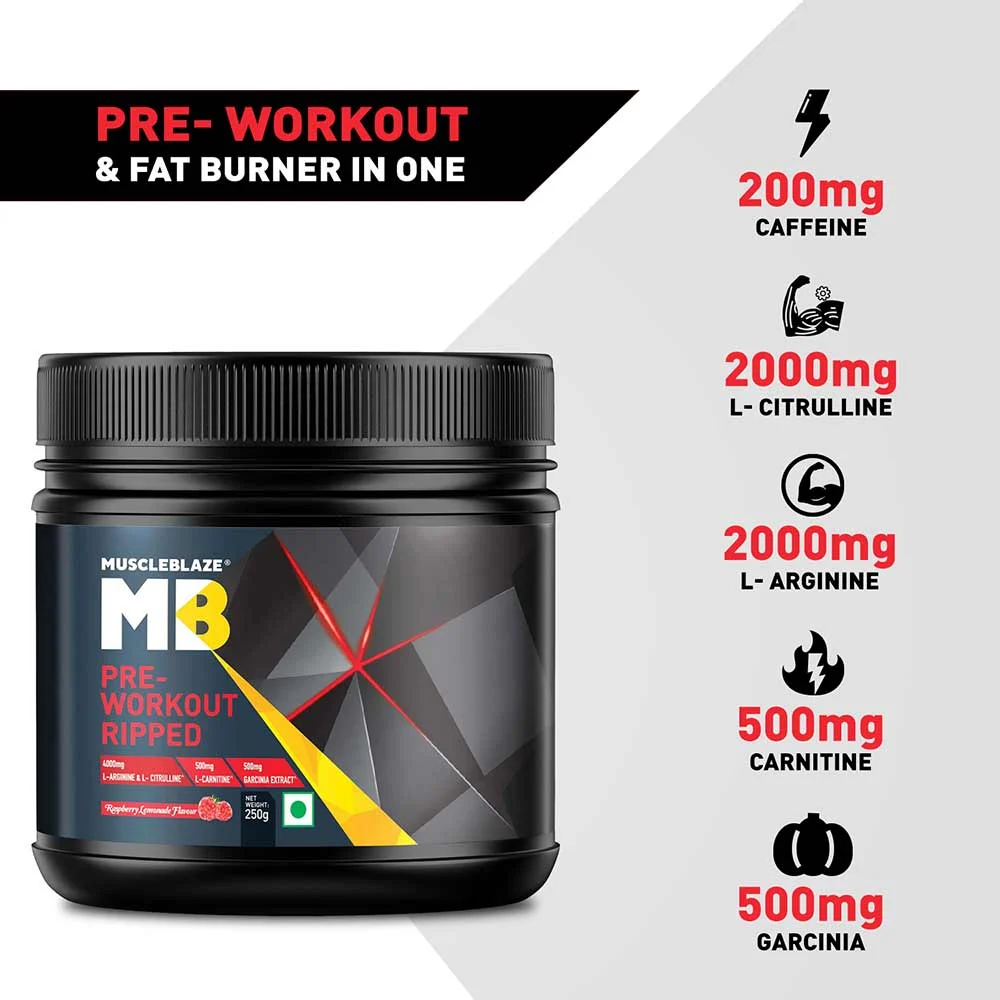 PRE- WORKOUT
& FAT BURNER IN ONE
200mg
CAFFEINE
2000mg
L- CITRULLINE
2000mg
L- ARGININE
500mg
CARNITINE
500mg
GARCINIA
MUSCLEBLAZE®
MB
PRE-
WORKOUT
RIPPED
4000mg
L-ARGININE & L- CITRULLINE^
500mg
L-CARNITINE^
500mg
GARCINIA EXTRACT^
Raspberry Lemonade Flavour
NET
WEIGHT:
250g